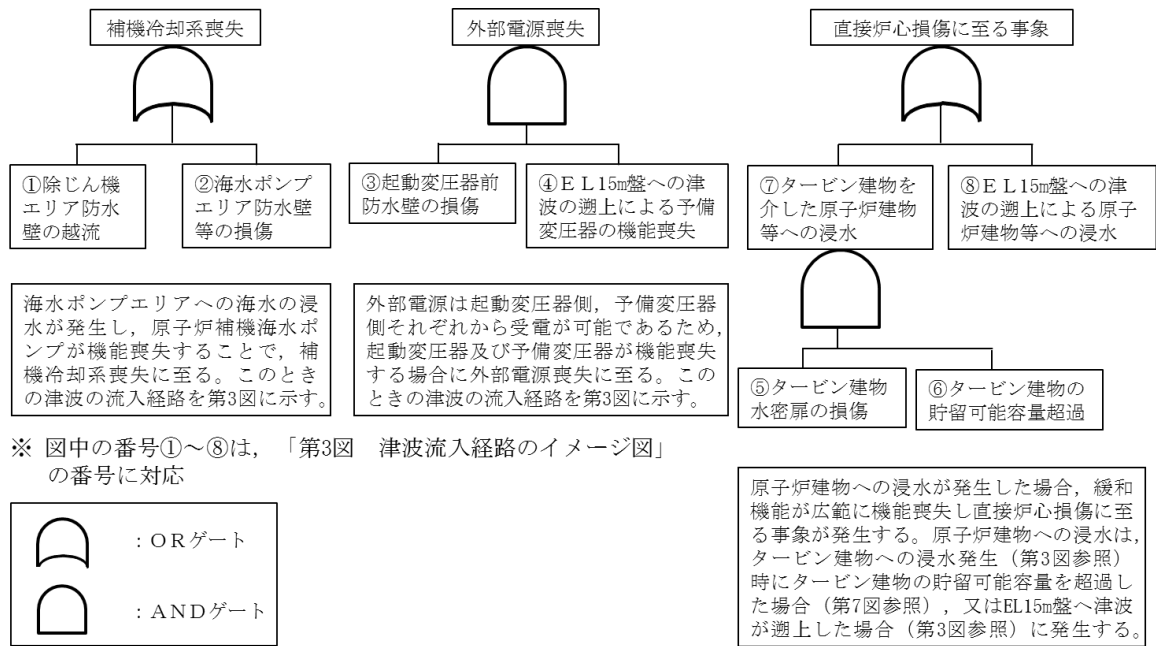 補機冷却系喪失
外部電源喪失
直接炉心損傷に至る事象
①除じん機
エリア防水
壁の越流
②海水ポンプ
エリア防水壁
等の損傷
③起動変圧器前
防水壁の損傷
④ＥＬ15m盤への津
波の遡上による予備
変圧器の機能喪失
⑦タービン建物を
介した原子炉建物
等への浸水
⑧ＥＬ15m盤への津
波の遡上による原子
炉建物等への浸水
⑤タービン建物
水密扉の損傷
⑥タービン建物の
貯留可能容量超過
海水ポンプエリアへの海水の浸
水が発生し，原子炉補機海水ポ
ンプが機能喪失することで，補
機冷却系喪失に至る。このとき
の津波の流入経路を第3図に示す。
外部電源は起動変圧器側，予備変圧器
側それぞれから受電が可能であるため，
起動変圧器及び予備変圧器が機能喪失
する場合に外部電源喪失に至る。この
ときの津波の流入経路を第3図に示す。
※ 図中の番号①～⑧は，「第3図　津波流入経路のイメージ図」
の番号に対応
：ＯＲゲート
：ＡＮＤゲート
原子炉建物への浸水が発生した場合，緩和
機能が広範に機能喪失し直接炉心損傷に至
る事象が発生する。原子炉建物への浸水は，
タービン建物への浸水発生（第3図参照）
時にタービン建物の貯留可能容量を超過し
た場合（第7図参照），又はEL15m盤へ津波
が遡上した場合（第3図参照）に発生する。